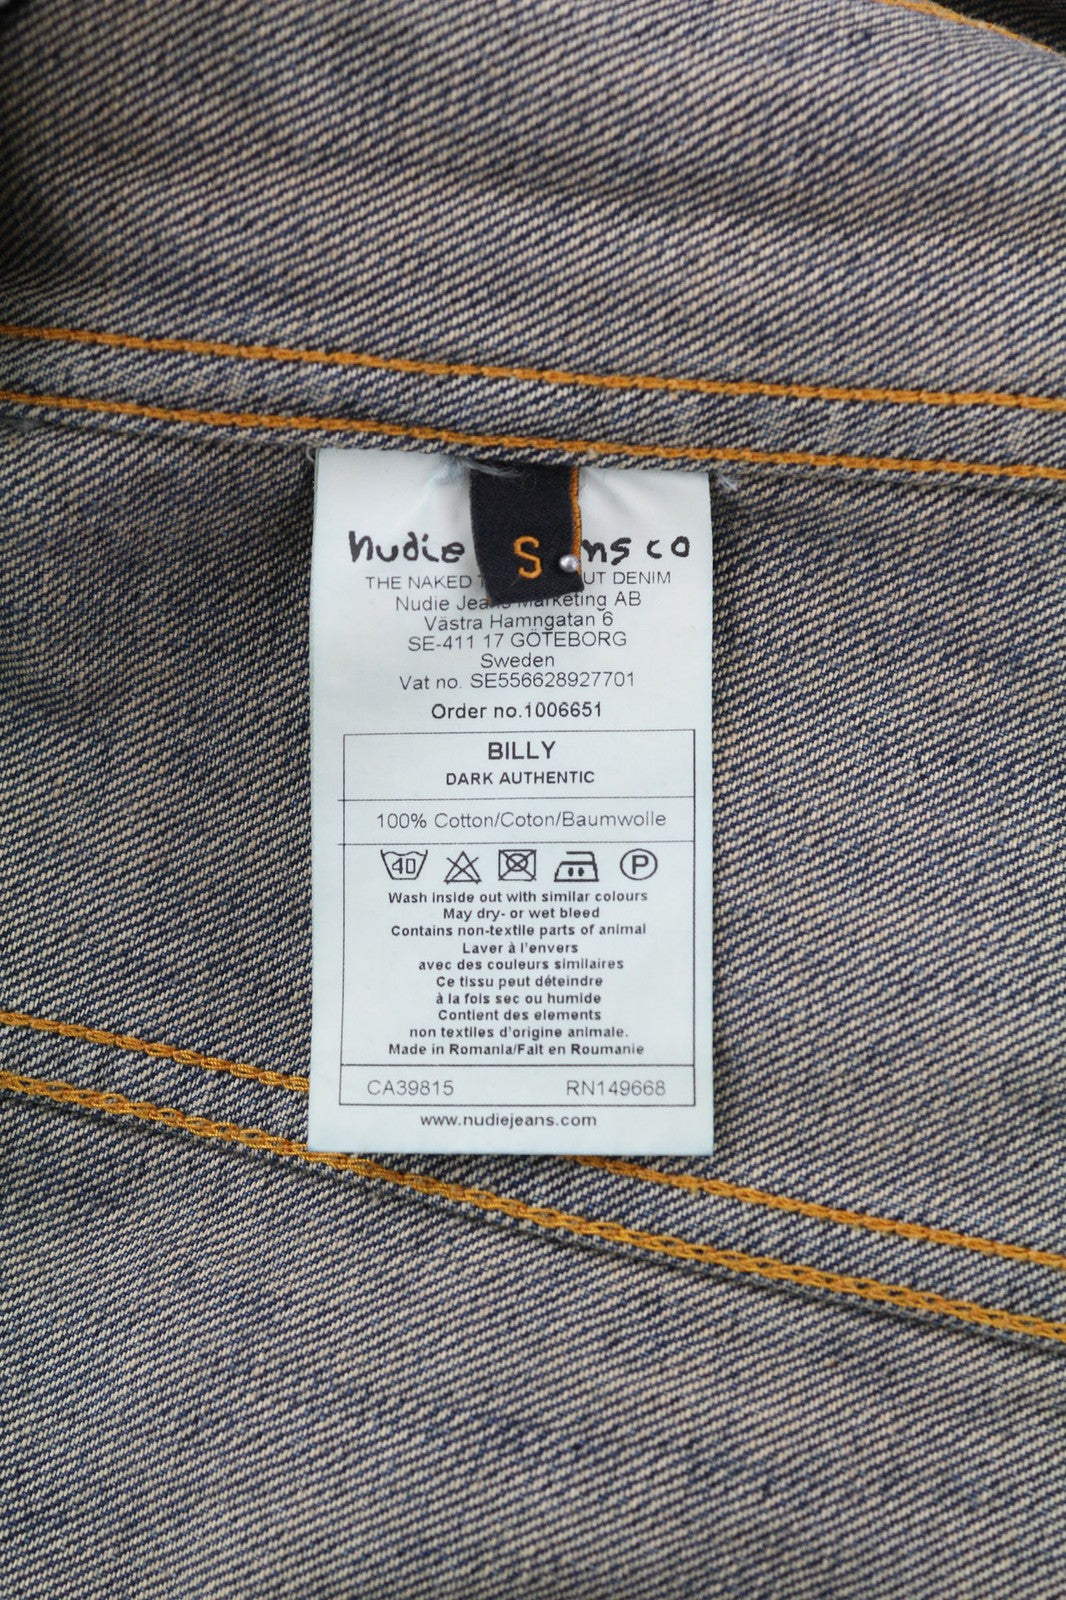 nudie ns co
S
THE NAKED T UT DENIM
Nudie Jeans Marketing AB
Västra Hamngatan 6
SE-411 17 GÖTEBORG
Sweden
Vat no. SE556628927701
Order no.1006651
BILLY
DARK AUTHENTIC
100% Cotton/Coton/Baumwolle
40 P
Wash inside out with similar colours
May dry- or wet bleed
Contains non-textile parts of animal
Laver à l'envers
avec des couleurs similaires
Ce tissu peut déteindre
à la fois sec ou humide
Contient des elements
non textiles d'origine animale.
Made in Romania/Fait en Roumanie
CA39815 RN149668
www.nudiejeans.com